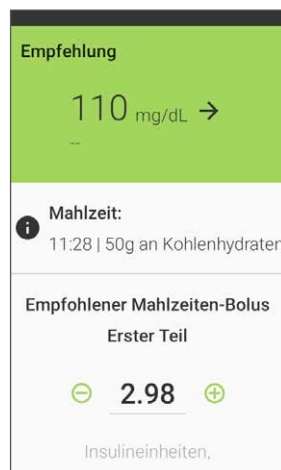 Empfehlung
110 mg/dL →
--
Mahlzeit:
11:28 | 50g an Kohlenhydraten
Empfohlener Mahlzeiten-Bolus
Erster Teil
2.98
Insulineinheiten,